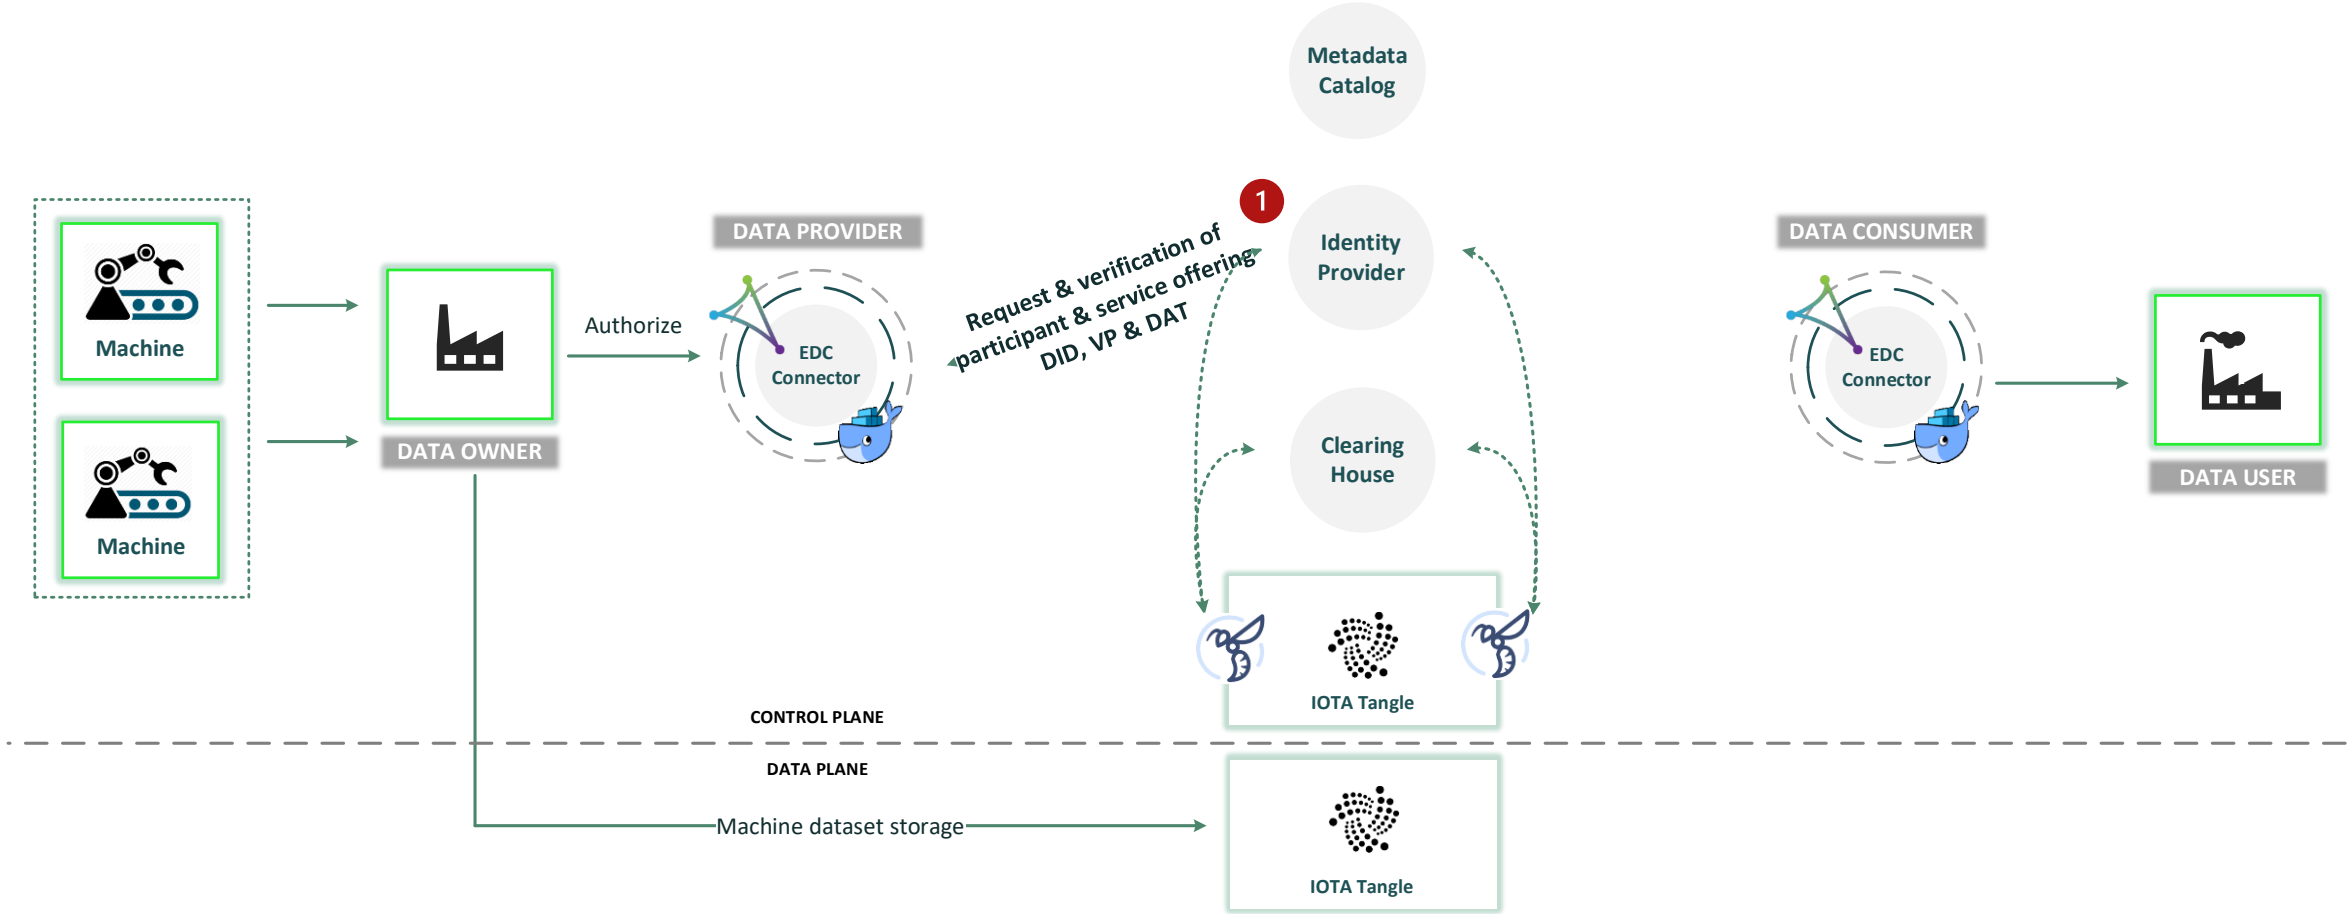 Metadata
Catalog
1
Identity
Provider
Request & verification of
participant & service offering
DID, VP & DAT
DATA PROVIDER
EDC
Connector
Authorize
Machine
Machine
DATA OWNER
Clearing
House
DATA CONSUMER
EDC
Connector
DATA USER
IOTA Tangle
CONTROL PLANE
DATA PLANE
Machine dataset storage
IOTA Tangle